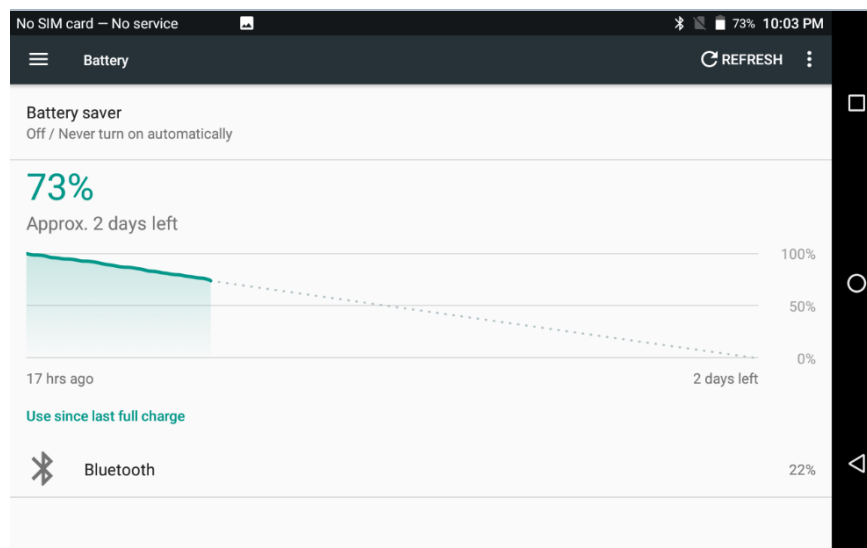 No SIM card — No service 73% 10:03 PM
Battery REFRESH
Battery saver
Off / Never turn on automatically
73%
Approx. 2 days left
100%
50%
0%
17 hrs ago 2 days left
Use since last full charge
Bluetooth 22%